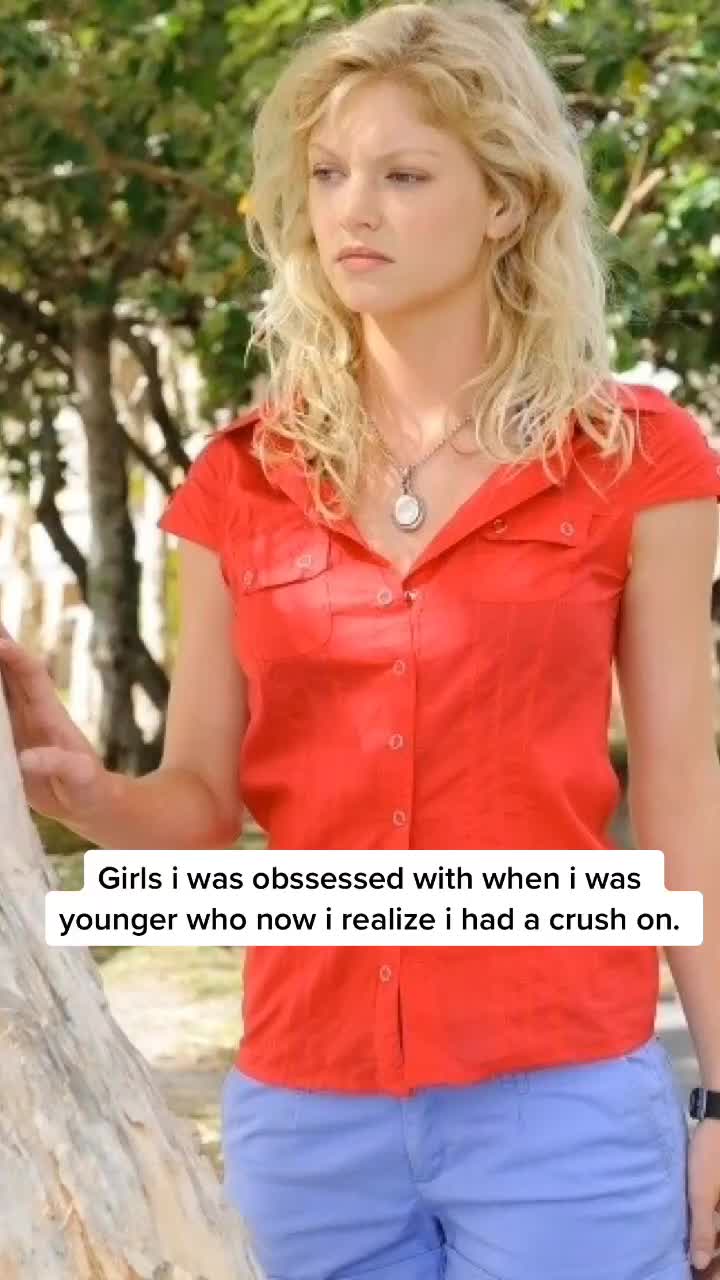 Girls i was obssessed with when i was
younger who now i realize i had a crush on.